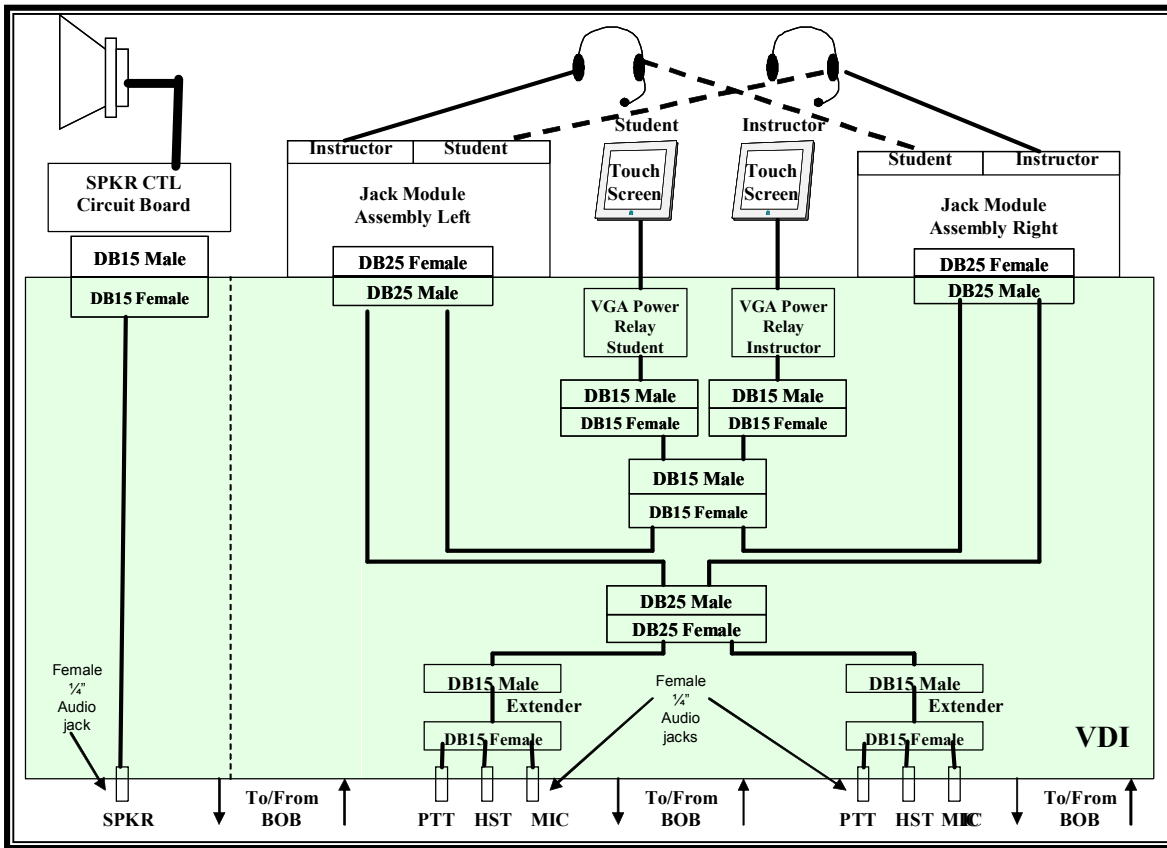 Student
Instructor
Instructor
Student
Student
Instructor
Touch
Screen
Touch
Screen
SPKR CTL
Circuit Board
Jack Module
Assembly Left
Jack Module
Assembly Right
DB15 Male
DB15 Female
DB25 Female
DB25 Male
DB25 Female
DB25 Male
VGA Power
Relay
Student
VGA Power
Relay
Instructor
DB15 Male
DB15 Female
DB15 Male
DB15 Female
DB15 Male
DB15 Female
DB25 Male
DB25 Female
DB15 Male
Extender
DB15 Female
DB15 Male
Extender
DB15 Female
Female
¼”
Audio
jack
Female
¼”
Audio
jacks
VDI
SPKR
To/From
BOB
PTT
HST
MIC
To/From
BOB
PTT
HST
MIC
To/From
BOB